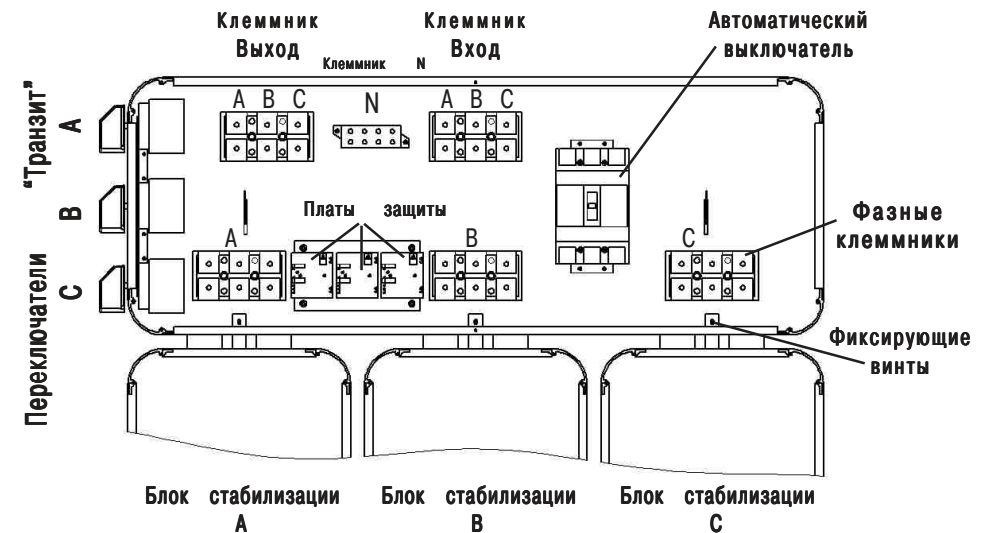 Клеммник
Выход
Клеммник
Вход
Автоматический
выключатель
Клеммник N
A B C
N
A B C
Переключатели "Транзит"
A
B
C
Платы защиты
A
B
C
Фазные
клеммники
Фиксирующие
винты
Блок стабилизации
A
Блок стабилизации
B
Блок стабилизации
C